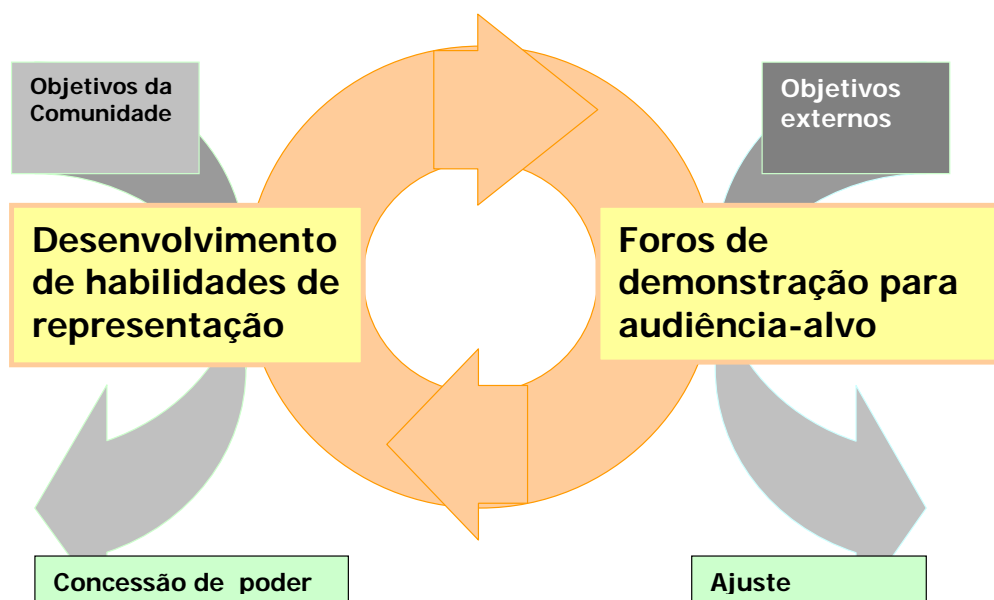 Objetivos da
Comunidade
Objetivos
externos
Desenvolvimento
de habilidades de
representação
Foros de
demonstração para
audiência-alvo
Concessão de poder
Ajuste